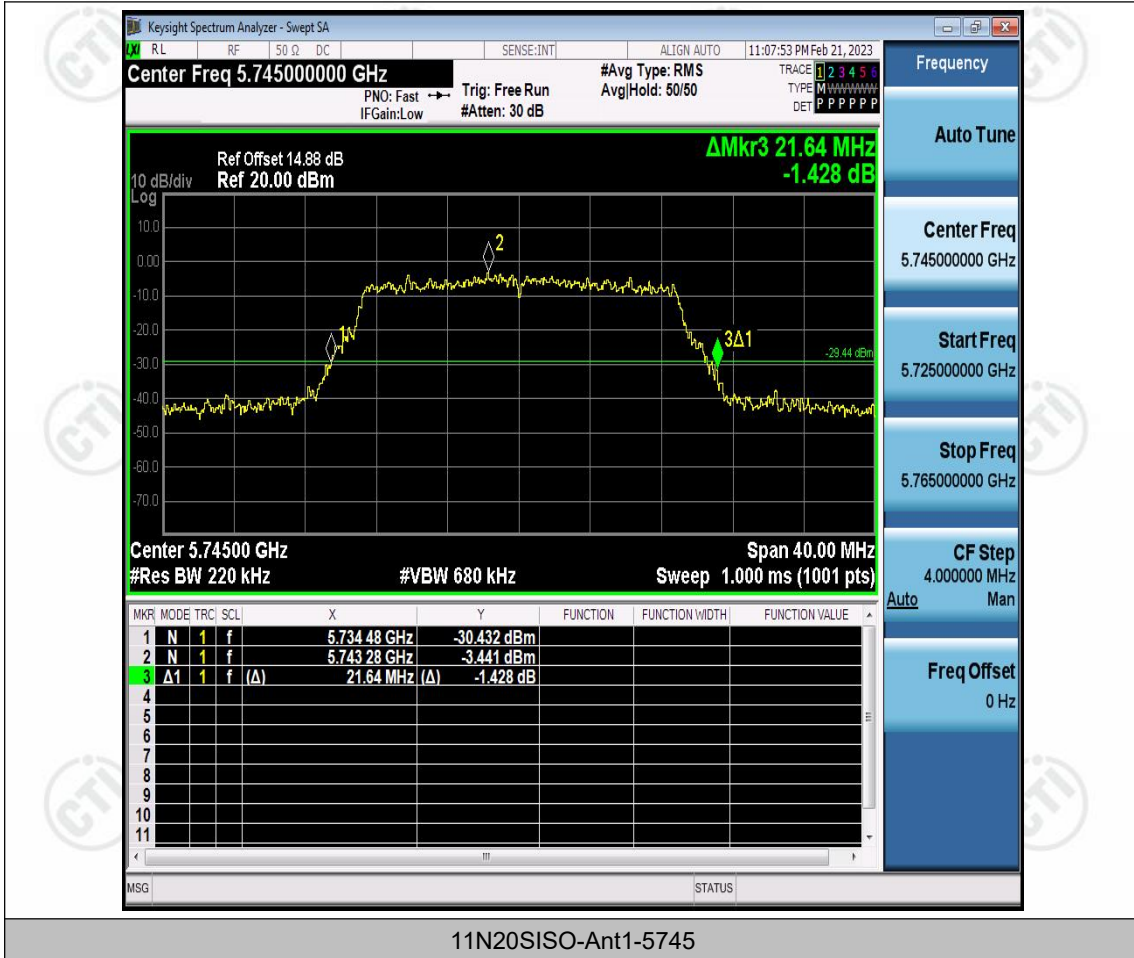 Keysight Spectrum Analyzer - Swept SA
LXI RL RF 50 Ω DC SENSE:INT ALIGN AUTO 11:07:53 PM Feb 21, 2023
Center Freq 5.745000000 GHz
PNO: Fast
IFGain:Low
Trig: Free Run
#Atten: 30 dB
#Avg Type: RMS
Avg|Hold: 50/50
TRACE 1 2 3 4 5 6
TYPE M WWWWW
DET P P P P P P
Frequency
Auto Tune
Center Freq
5.745000000 GHz
Start Freq
5.725000000 GHz
Stop Freq
5.765000000 GHz
CF Step
4.000000 MHz
Auto Man
Freq Offset
0 Hz
ΔMkr3 21.64 MHz
-1.428 dB
Ref Offset 14.88 dB
10 dB/div Ref 20.00 dBm
Log
10.0
0.00
-10.0
-20.0
-30.0
-40.0
-50.0
-60.0
-70.0
1
2
3Δ1
-29.44 dBm
Center 5.74500 GHz Span 40.00 MHz
#Res BW 220 kHz #VBW 680 kHz Sweep 1.000 ms (1001 pts)
MKR MODE TRC SCL X Y FUNCTION FUNCTION WIDTH FUNCTION VALUE
1 N 1 f 5.734 48 GHz -30.432 dBm
2 N 1 f 5.743 28 GHz -3.441 dBm
3 Δ1 1 f (Δ) 21.64 MHz (Δ) -1.428 dB
4
5
6
7
8
9
10
11
MSG STATUS
11N20SISO-Ant1-5745
CTI
CTI
CTI
CTI
CTI
CTI